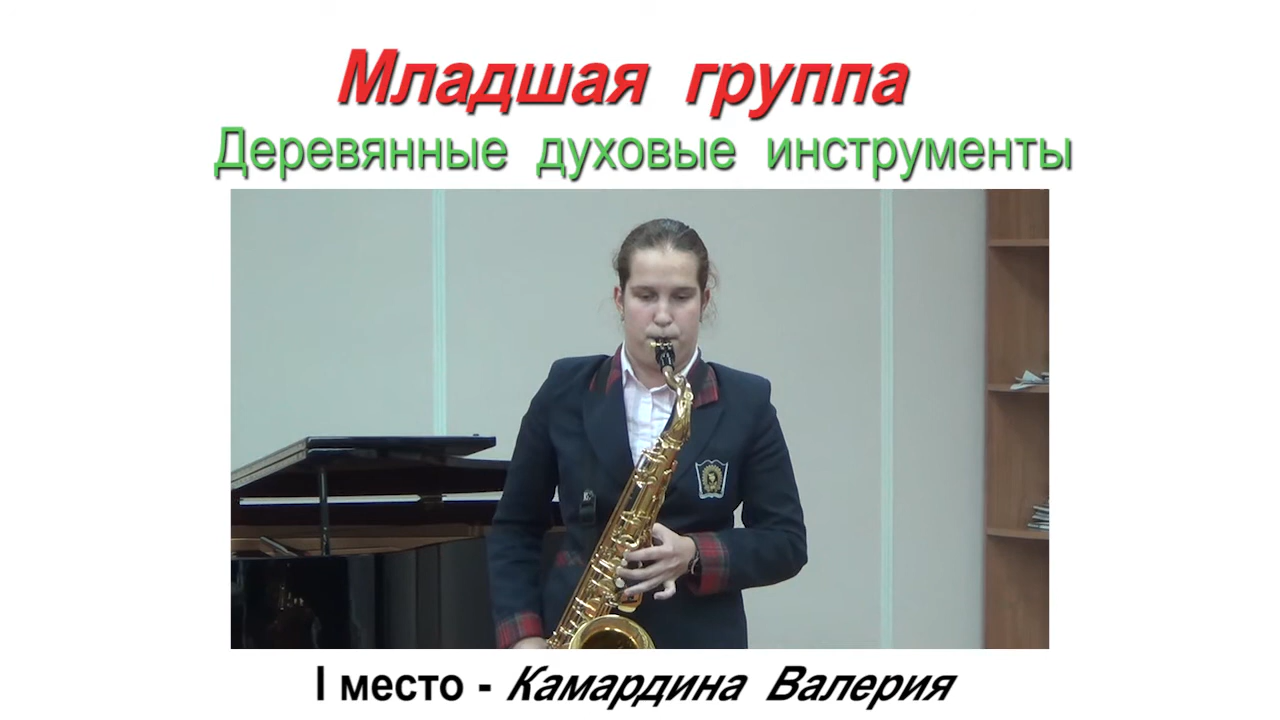 Младшая группа
Деревянные духовые инструменты
I место - Камардина Валерия